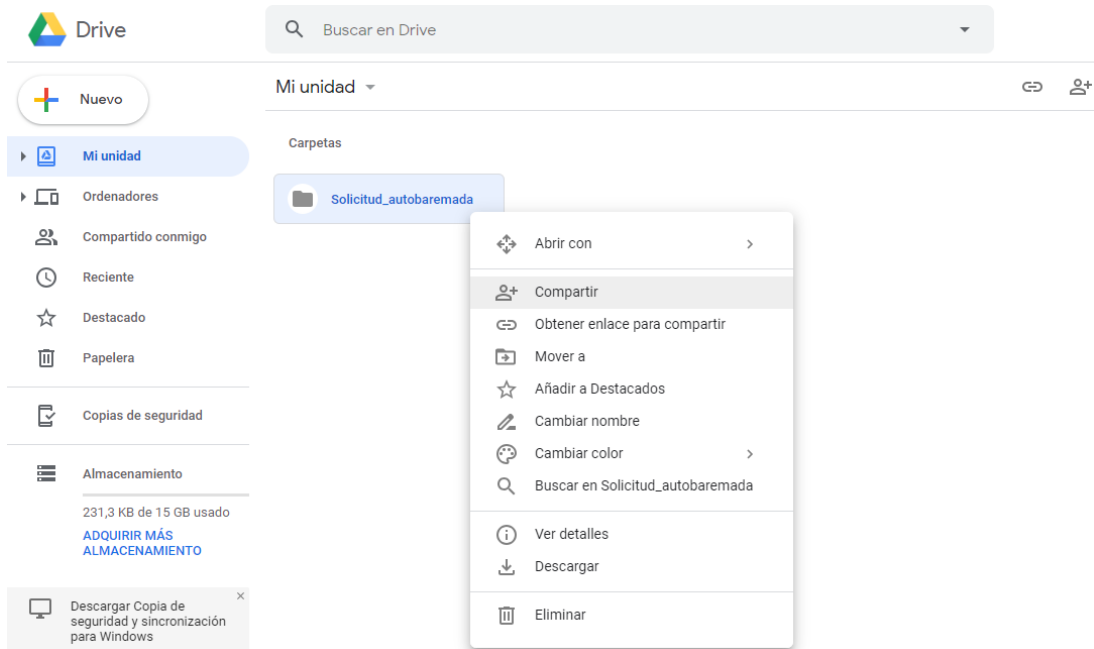 Drive
Buscar en Drive
Nuevo
Mi unidad
Ordenadores
Compartido conmigo
Reciente
Destacado
Papelera
Copias de seguridad
Almacenamiento
231,3 KB de 15 GB usado
ADQUIRIR MÁS
ALMACENAMIENTO
Descargar Copia de
seguridad y sincronización
para Windows
Mi unidad
Carpetas
Solicitud_autobaremada
Abrir con
Compartir
Obtener enlace para compartir
Mover a
Añadir a Destacados
Cambiar nombre
Cambiar color
Buscar en Solicitud_autobaremada
Ver detalles
Descargar
Eliminar